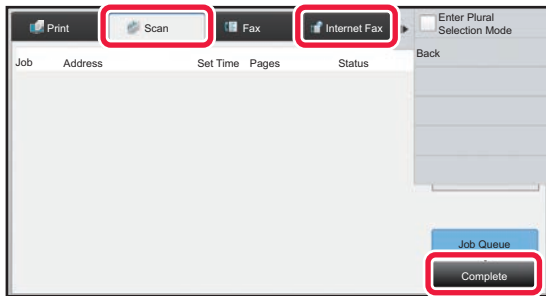 Print Scan Fax Internet Fax
Enter Plural
Selection Mode
Back
Job Address Set Time Pages Status
Job Queue
Complete